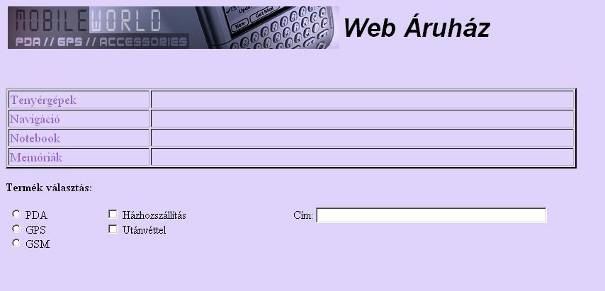 MOBILEWORLD
PDA // GPS // ACCESSORIES
Web Áruház
Tenyérgépek
Navigáció
Notebook
Memóriák
Termék választás:
PDA Házhozszállítás Cím:
GPS Utánvéttel
GSM